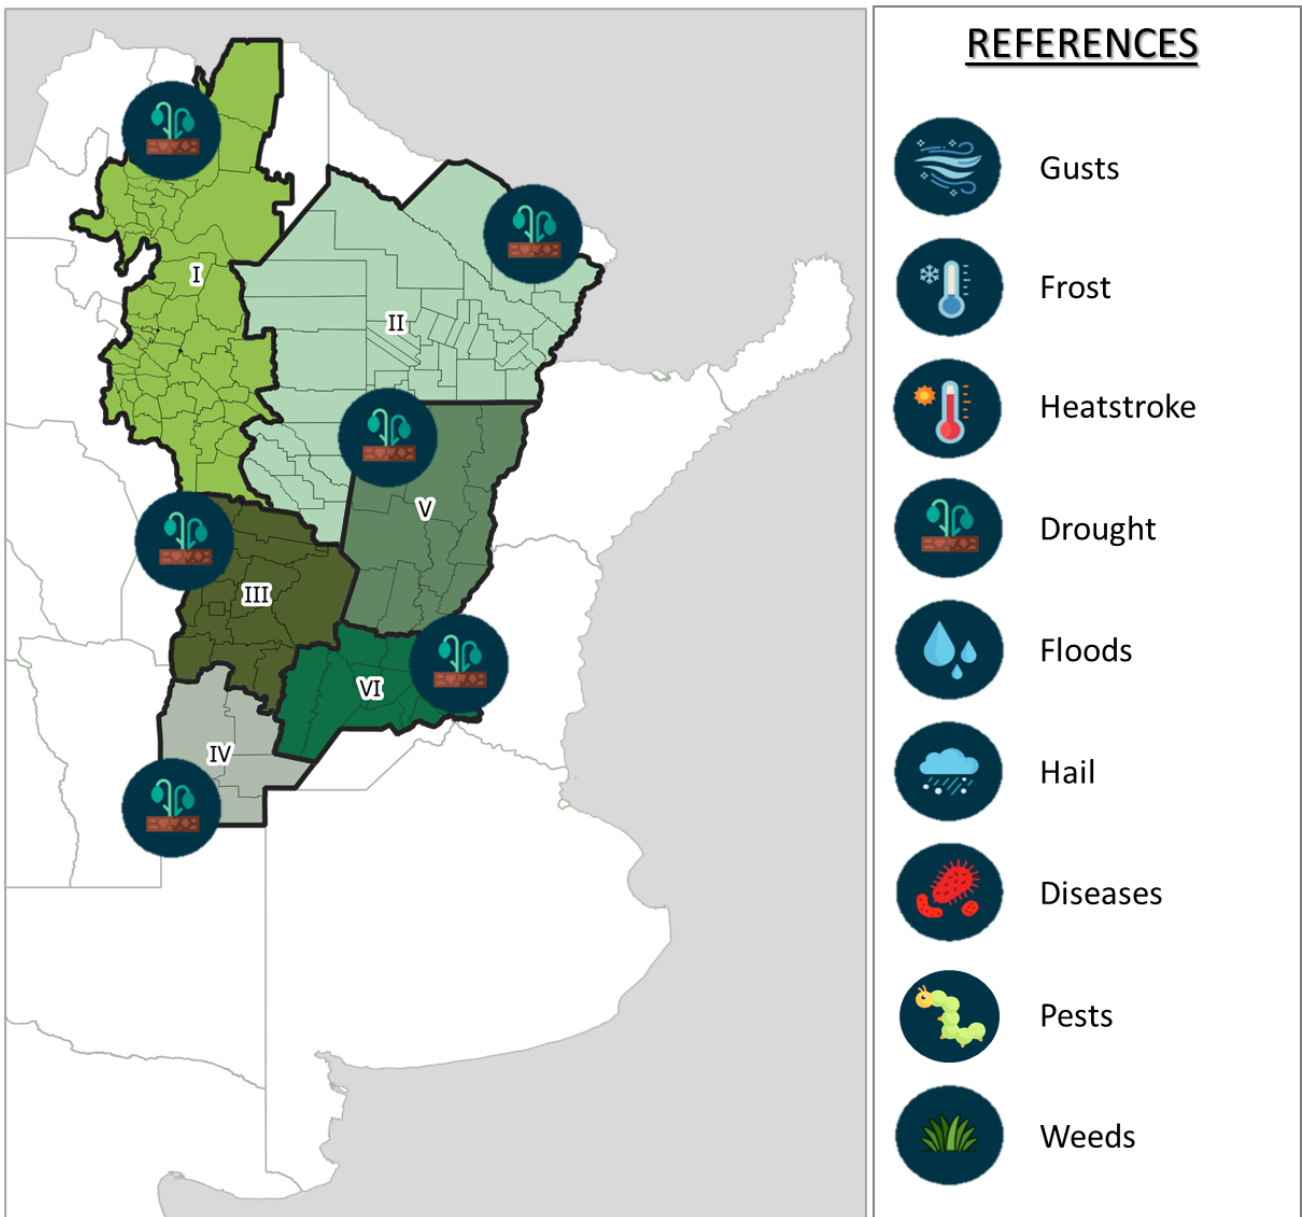 I
II
V
III
VI
IV
REFERENCES
Gusts
Frost
Heatstroke
Drought
Floods
Hail
Diseases
Pests
Weeds